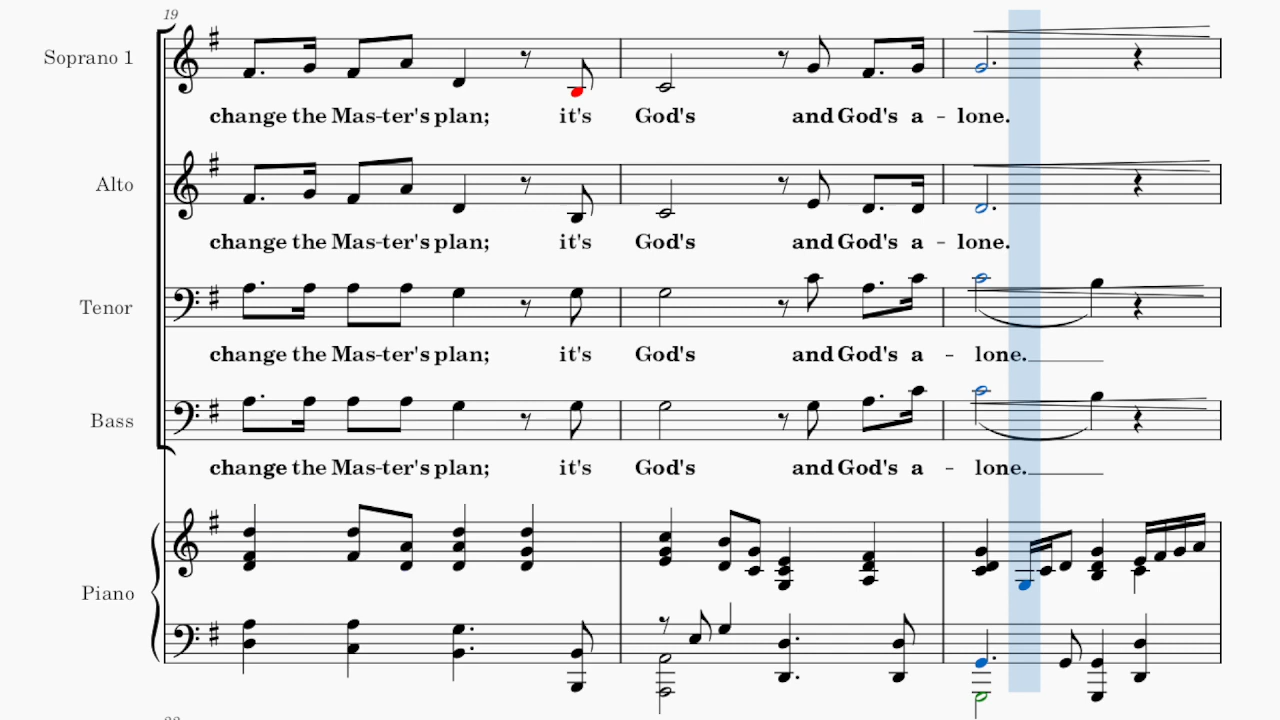 19
Soprano 1
change the Mas-ter's plan; it's God's and God's a - lone.
Alto
change the Mas-ter's plan; it's God's and God's a - lone.
Tenor
change the Mas-ter's plan; it's God's and God's a - lone.
Bass
change the Mas-ter's plan; it's God's and God's a - lone.
Piano